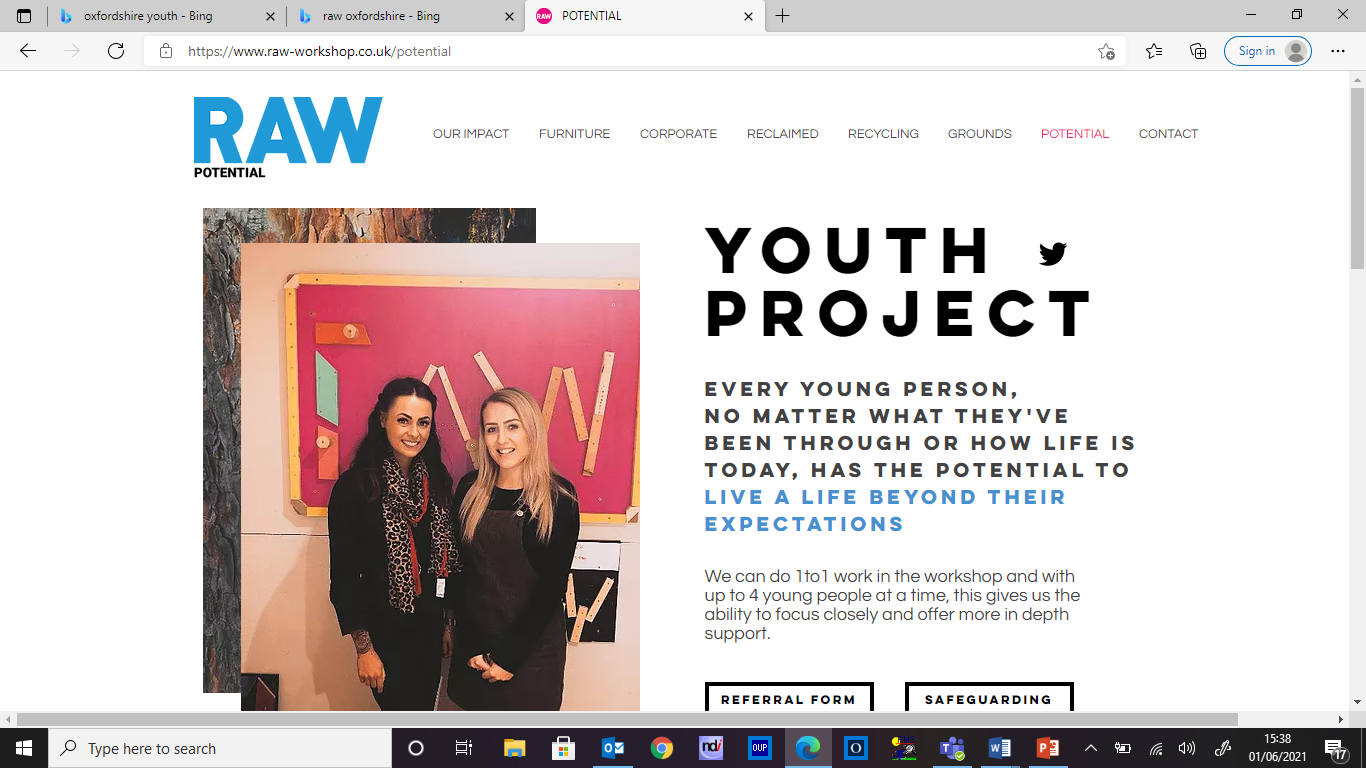 oxfordshire youth - Bing
raw oxfordshire - Bing
RAW
POTENTIAL
https://www.raw-workshop.co.uk/potential
Sign in
RAW
POTENTIAL
OUR IMPACT
FURNITURE
CORPORATE
RECLAIMED
RECYCLING
GROUNDS
POTENTIAL
CONTACT
YOUTH
PROJECT
EVERY YOUNG PERSON,
NO MATTER WHAT THEY'VE
BEEN THROUGH OR HOW LIFE IS
TODAY, HAS THE POTENTIAL TO
LIVE A LIFE BEYOND THEIR
EXPECTATIONS
We can do 1to1 work in the workshop and with
up to 4 young people at a time, this gives us the
ability to focus closely and offer more in depth
support.
REFERRAL FORM
SAFEGUARDING
RAW
Type here to search
ndi
OUP
15:38
01/06/2021
17